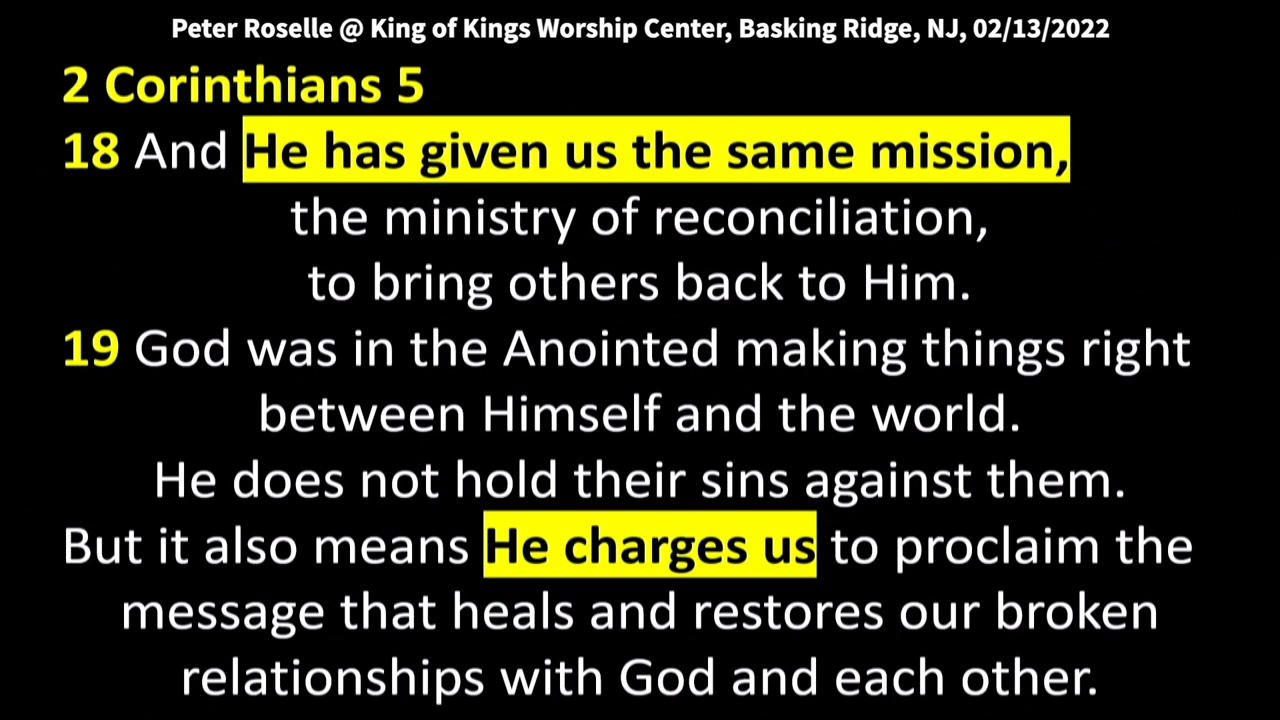 Peter Roselle @ King of Kings Worship Center, Basking Ridge, NJ, 02/13/2022
2 Corinthians 5
18 And He has given us the same mission,
the ministry of reconciliation,
to bring others back to Him.
19 God was in the Anointed making things right
between Himself and the world.
He does not hold their sins against them.
But it also means He charges us to proclaim the
message that heals and restores our broken
relationships with God and each other.